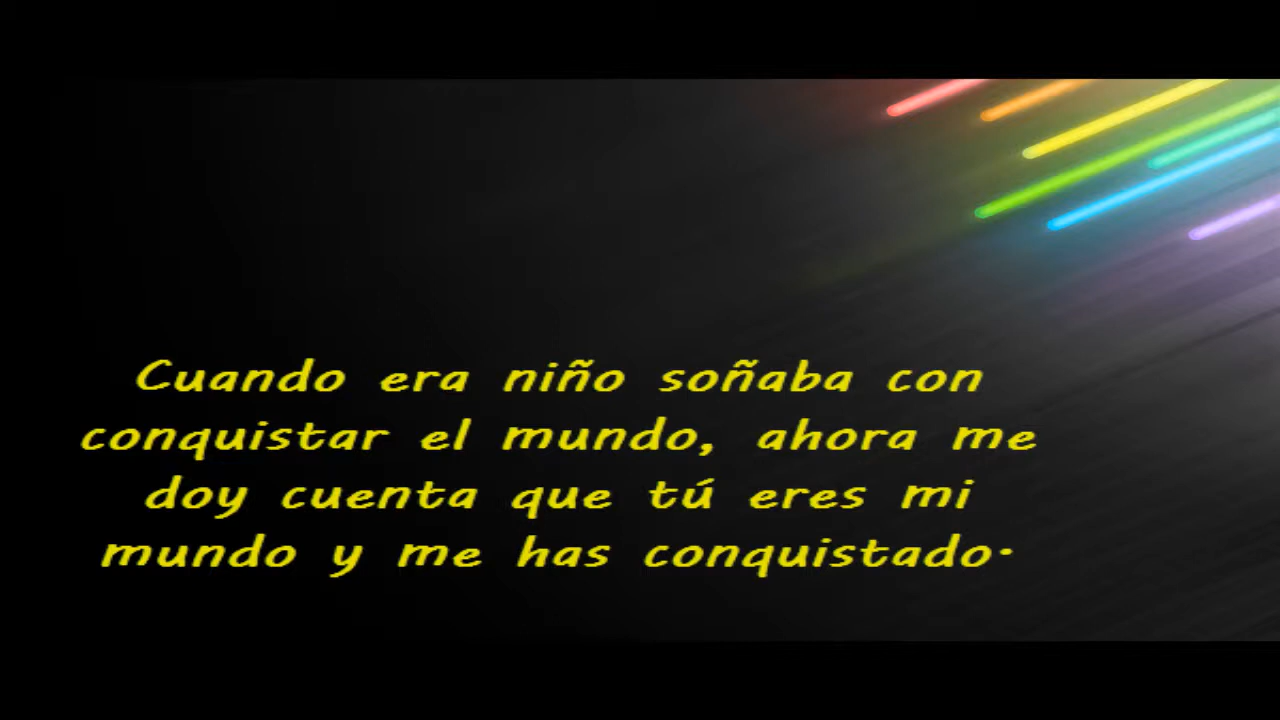 Cuando era niño soñaba con
conquistar el mundo, ahora me
doy cuenta que tú eres mi
mundo y me has conquistado.